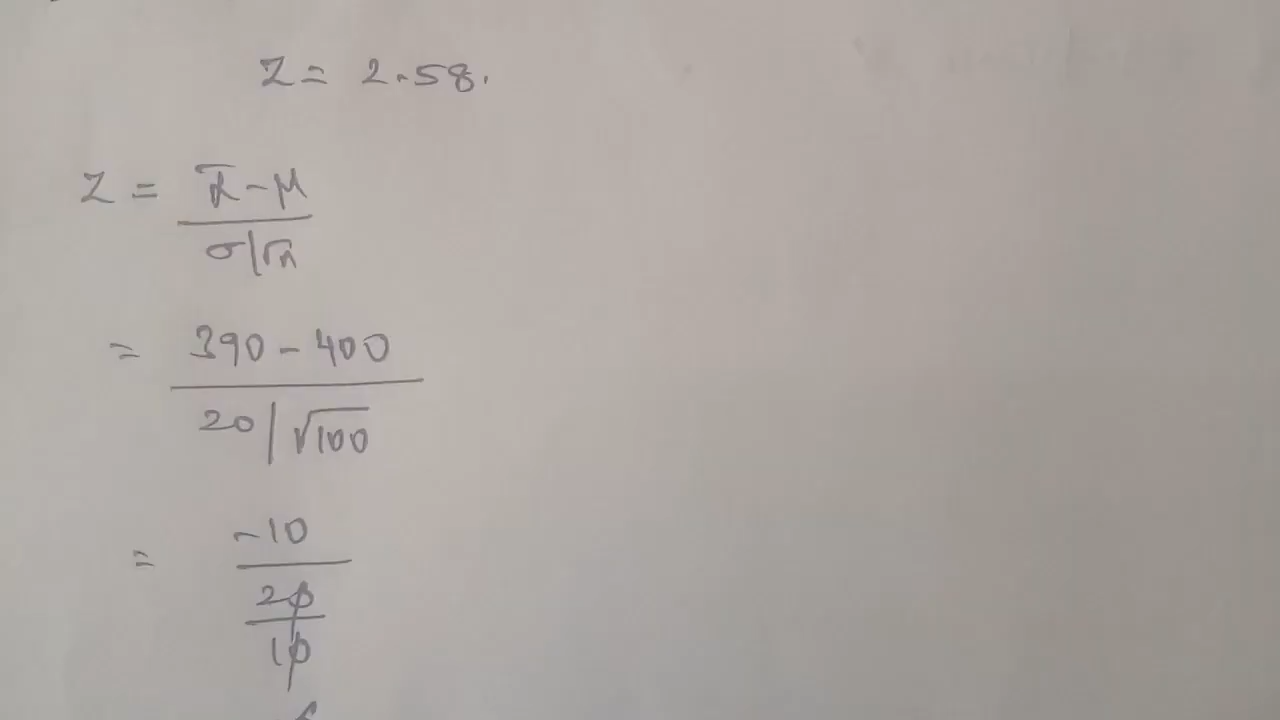 Z = 2.58.
Z = x̄ - μ
σ/√n
= 390 - 400
20/√100
= -10
20
10